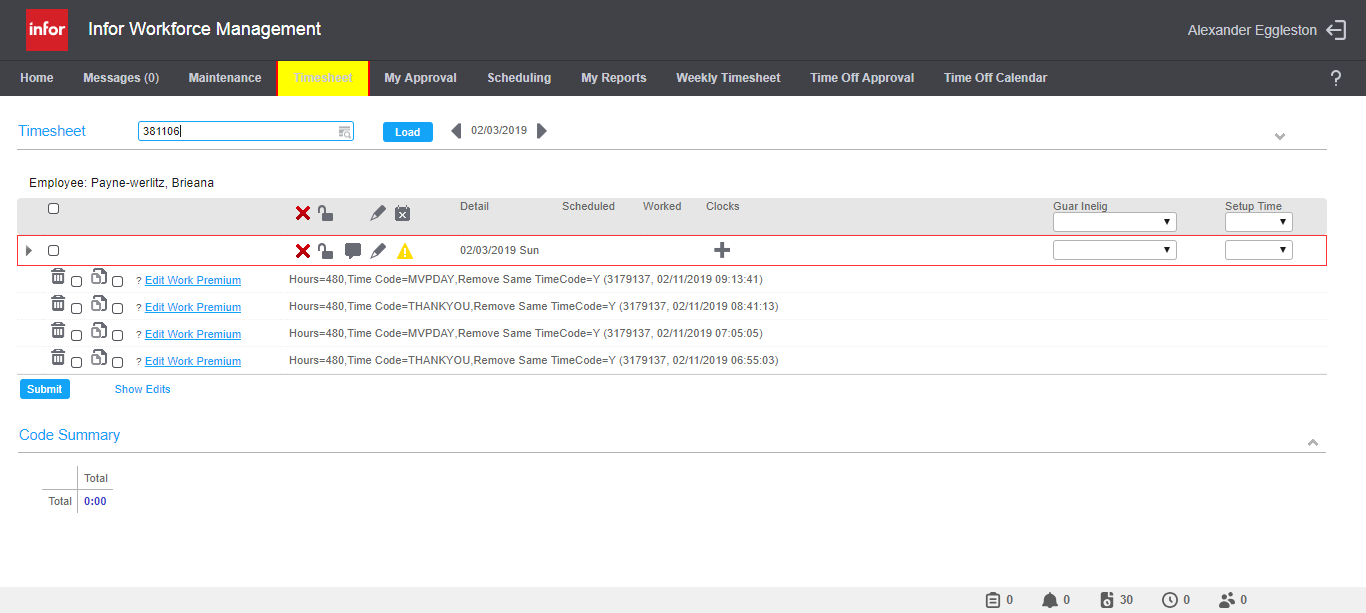 infor Infor Workforce Management Alexander Eggleston
Home Messages (0) Maintenance Timesheet My Approval Scheduling My Reports Weekly Timesheet Time Off Approval Time Off Calendar ?
Timesheet 381106 Load 02/03/2019
Employee: Payne-werlitz, Brieana
Detail Scheduled Worked Clocks Guar Inelig Setup Time
02/03/2019 Sun
? Edit Work Premium Hours=480,Time Code=MVPDAY,Remove Same TimeCode=Y (3179137, 02/11/2019 09:13:41)
? Edit Work Premium Hours=480,Time Code=THANKYOU,Remove Same TimeCode=Y (3179137, 02/11/2019 08:41:13)
? Edit Work Premium Hours=480,Time Code=MVPDAY,Remove Same TimeCode=Y (3179137, 02/11/2019 07:05:05)
? Edit Work Premium Hours=480,Time Code=THANKYOU,Remove Same TimeCode=Y (3179137, 02/11/2019 06:55:03)
Submit Show Edits
Code Summary
Total
Total 0:00
0 0 30 0 0